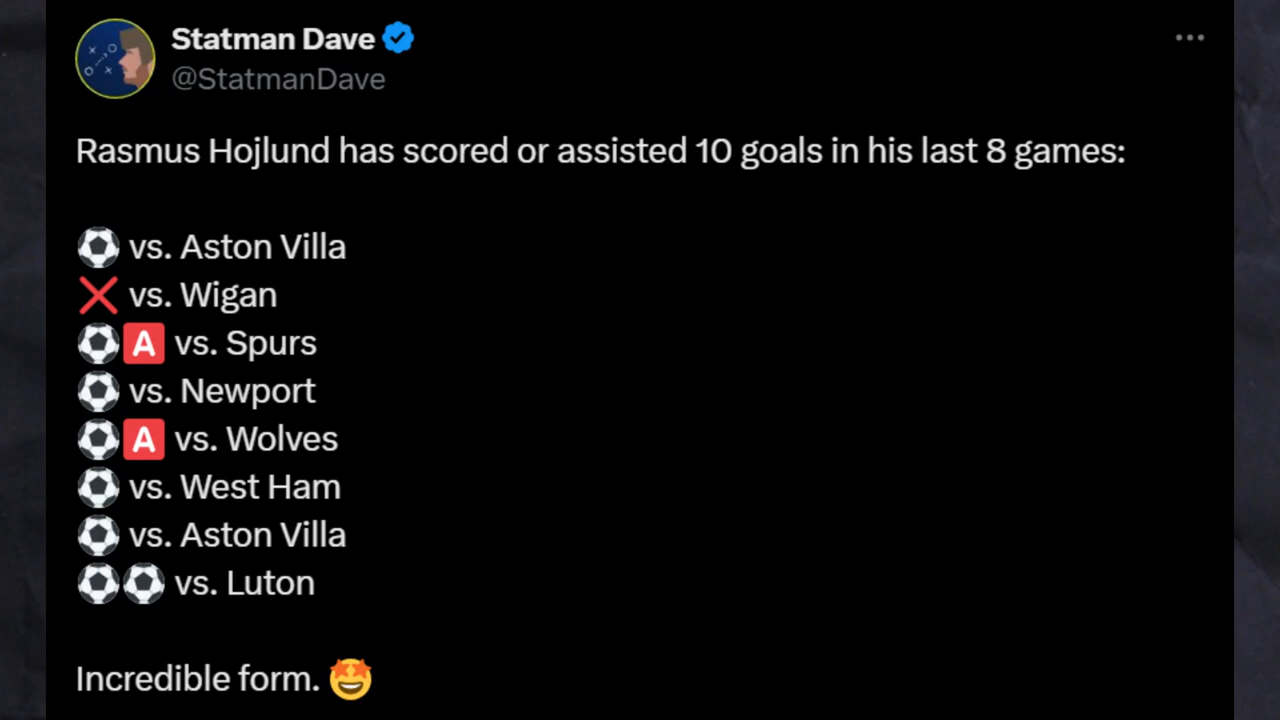 Statman Dave
@StatmanDave
Rasmus Hojlund has scored or assisted 10 goals in his last 8 games:
⚽ vs. Aston Villa
❌ vs. Wigan
⚽🅰️ vs. Spurs
⚽ vs. Newport
⚽🅰️ vs. Wolves
⚽ vs. West Ham
⚽ vs. Aston Villa
⚽⚽ vs. Luton
Incredible form. 🤩